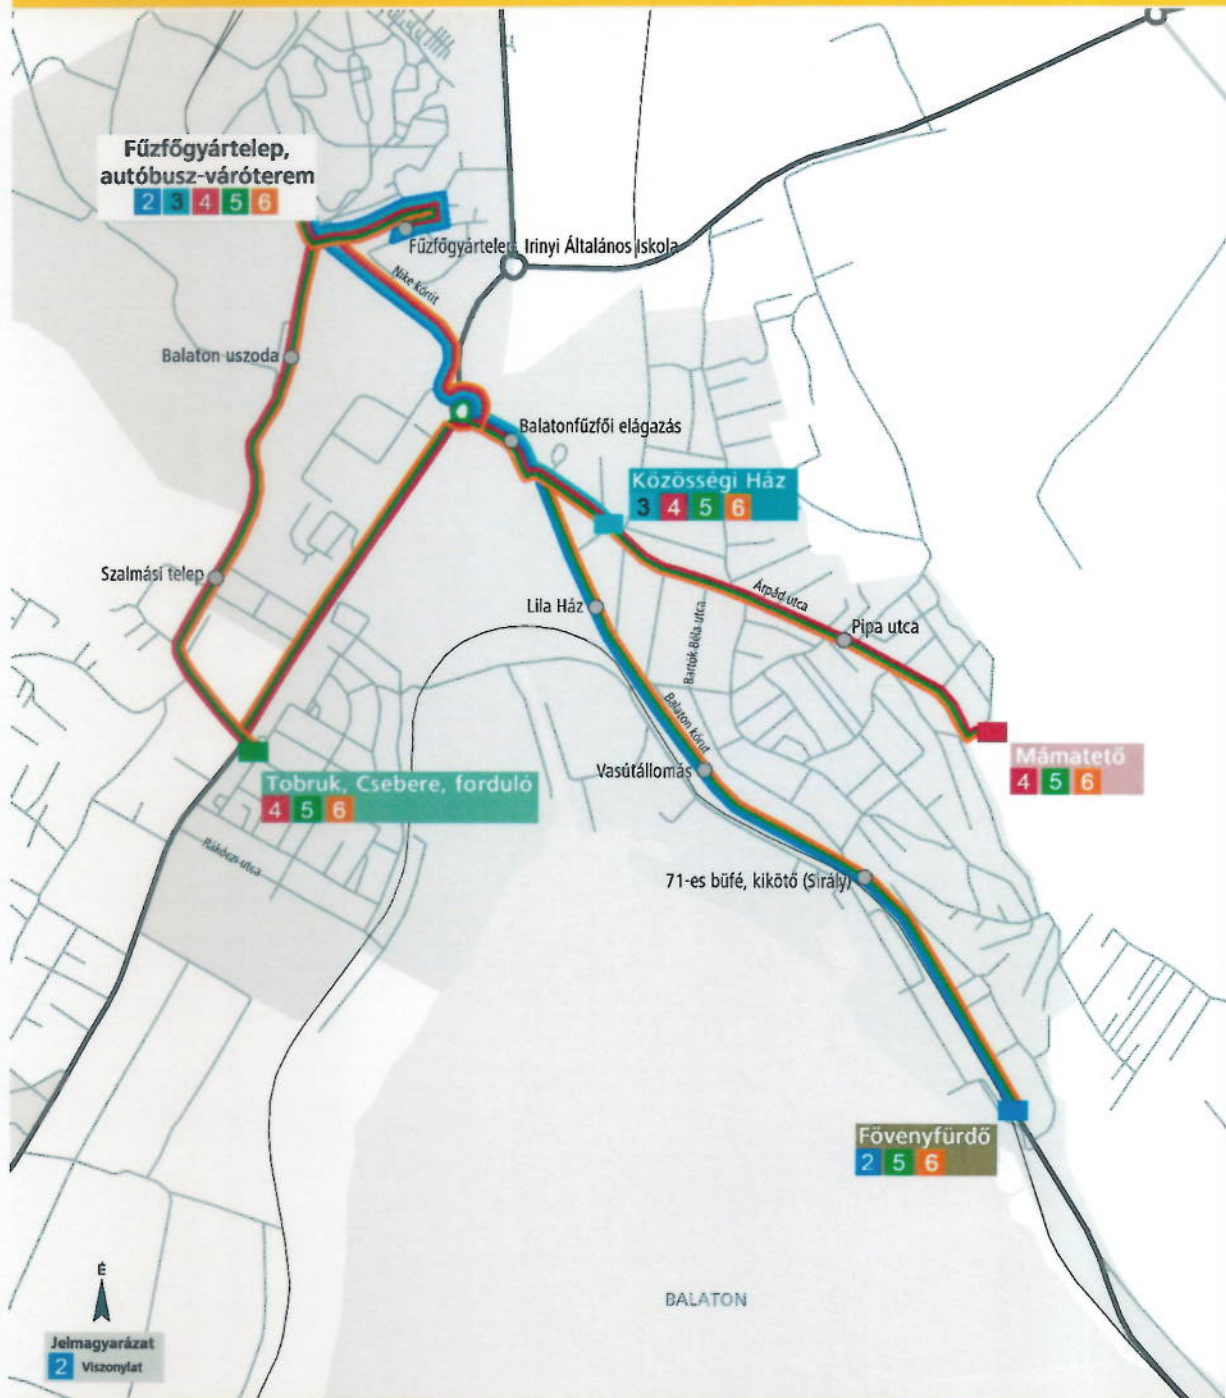 Fűzfőgyártelep,
autóbusz-váróterem
2 3 4 5 6
Fűzfőgyártelep, Irinyi Általános Iskola
Nike körút
Balaton uszoda
Balatonfűzfői elágazás
Közösségi Ház
3 4 5 6
Szalmási telep
Lila Ház
Árpád utca
Pipa utca
Bartók Béla utca
Balaton körút
Mámatető
4 5 6
Vasútállomás
Tobruk, Csebere, forduló
4 5 6
Rákóczi utca
71-es büfé, kikötő (Sirály)
Fövenyfürdő
2 5 6
BALATON
É
Jelmagyarázat
2 Viszonylat